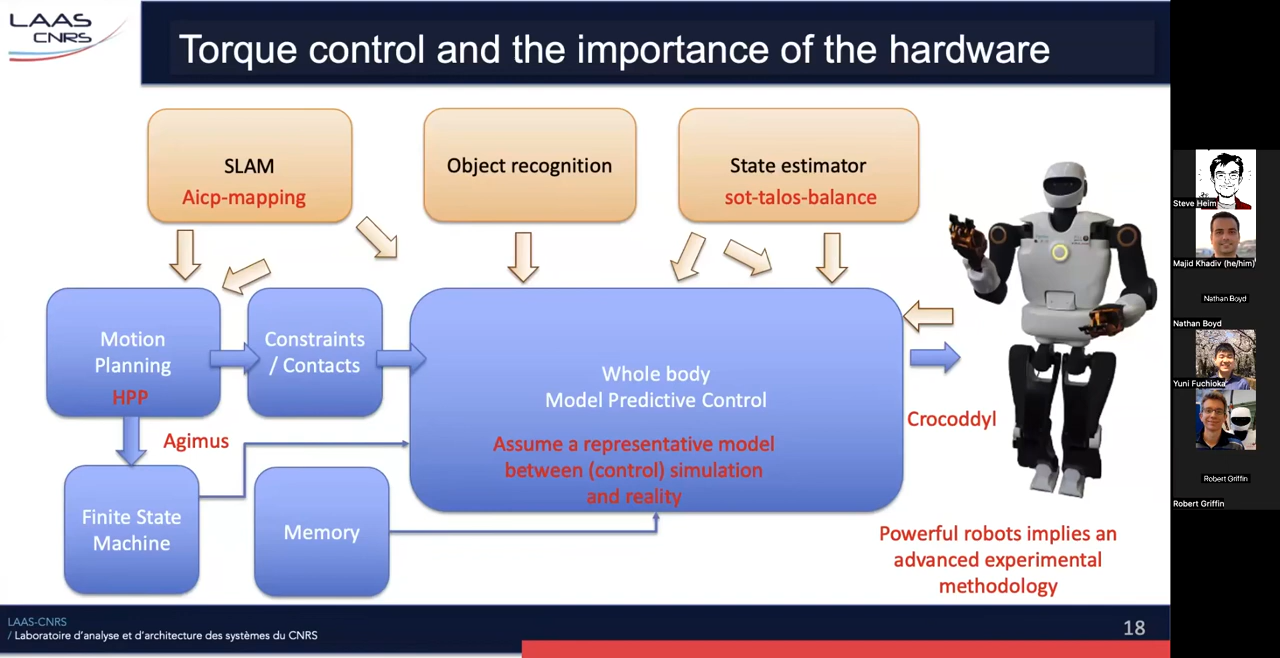 LAAS
CNRS
Torque control and the importance of the hardware
SLAM
Aicp-mapping
Object recognition
State estimator
sot-talos-balance
Motion
Planning
HPP
Constraints
/ Contacts
Whole body
Model Predictive Control
Assume a representative model
between (control) simulation
and reality
Crocoddyl
Agimus
Finite State
Machine
Memory
Powerful robots implies an
advanced experimental
methodology
LAAS-CNRS
/ Laboratoire d'analyse et d'architecture des systèmes du CNRS
18
Steve Heim
Majid Khadiv (he/him)
Nathan Boyd
Nathan Boyd
Yuni Fuchioka
Robert Griffin
Robert Griffin